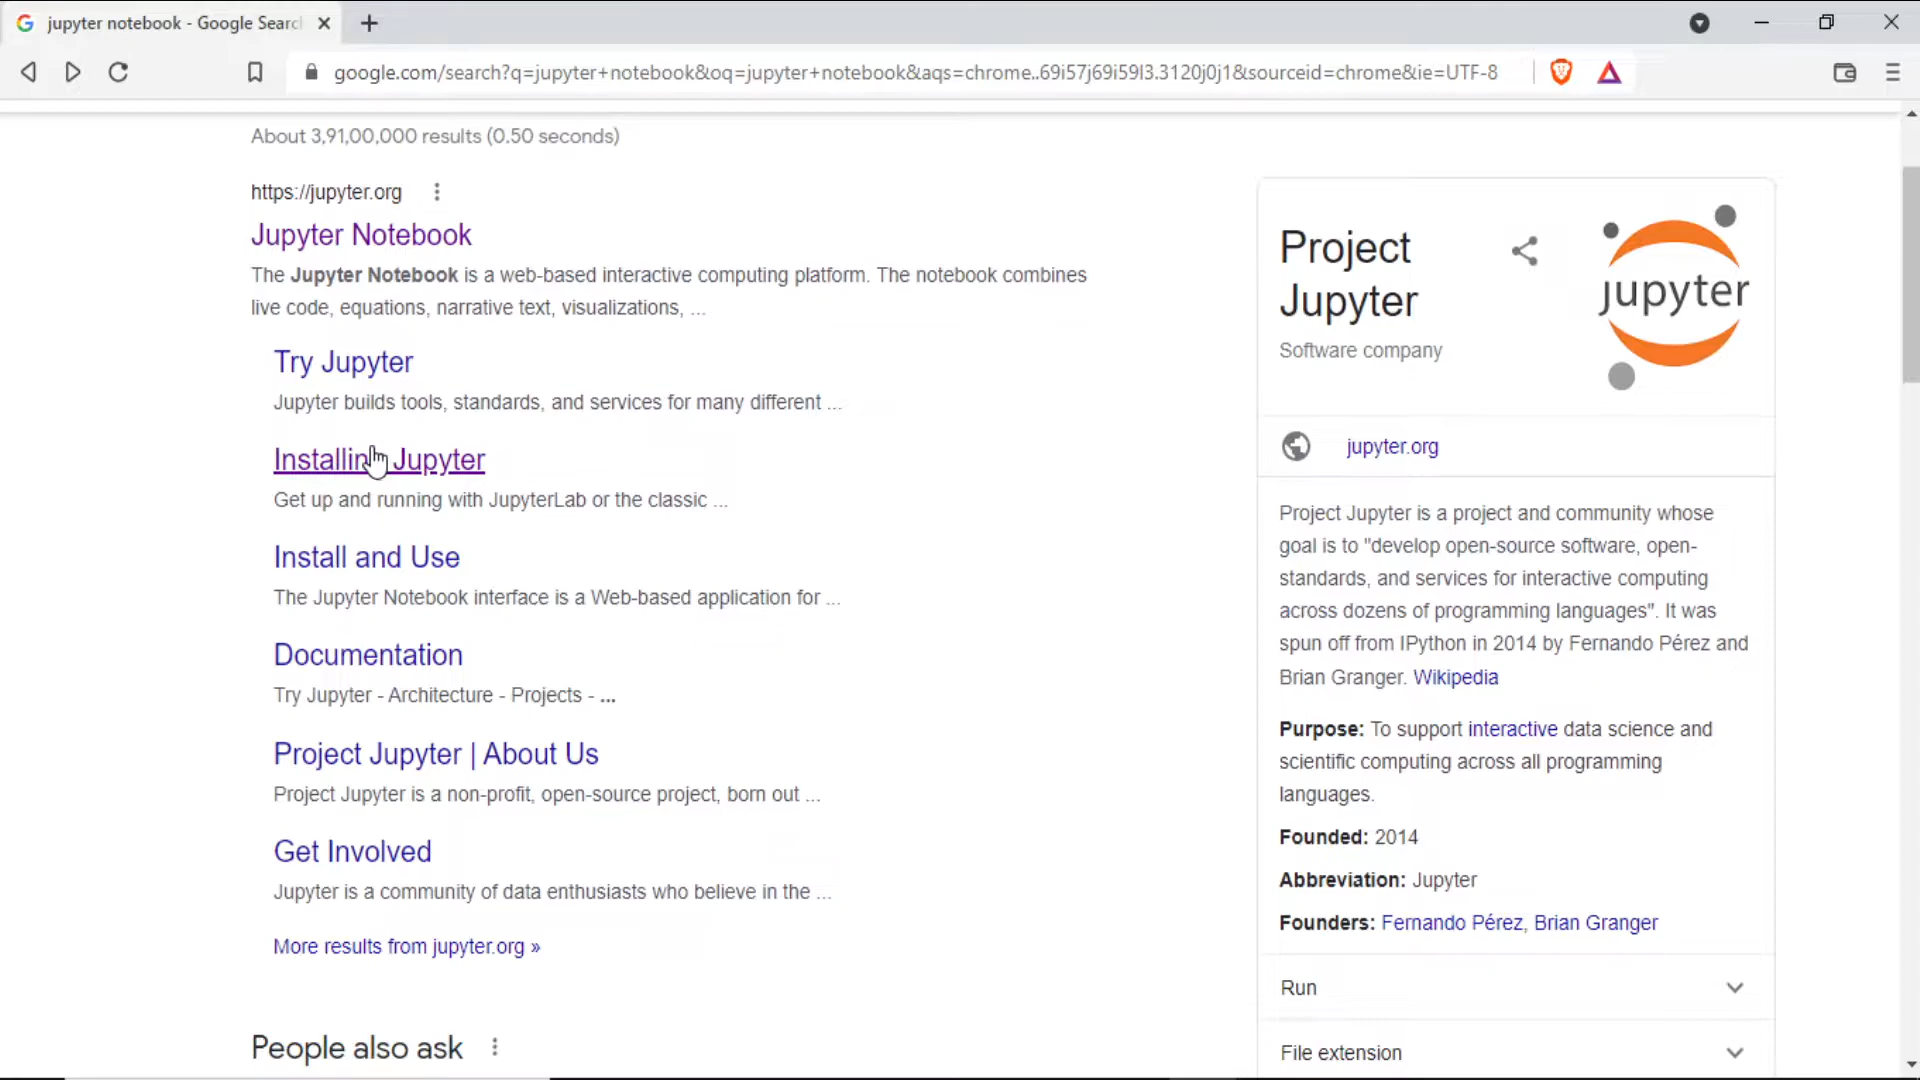 jupyter notebook - Google Searc
google.com/search?q=jupyter+notebook&oq=jupyter+notebook&aqs=chrome..69i57j69i59l3.3120j0j1&sourceid=chrome&ie=UTF-8
About 3,91,00,000 results (0.50 seconds)
https://jupyter.org
Jupyter Notebook
The Jupyter Notebook is a web-based interactive computing platform. The notebook combines
live code, equations, narrative text, visualizations, ...
Try Jupyter
Jupyter builds tools, standards, and services for many different ...
Installing Jupyter
Get up and running with JupyterLab or the classic ...
Install and Use
The Jupyter Notebook interface is a Web-based application for ...
Documentation
Try Jupyter - Architecture - Projects - ...
Project Jupyter | About Us
Project Jupyter is a non-profit, open-source project, born out ...
Get Involved
Jupyter is a community of data enthusiasts who believe in the ...
More results from jupyter.org »
People also ask
Project
Jupyter
Software company
jupyter
jupyter.org
Project Jupyter is a project and community whose
goal is to "develop open-source software, open-
standards, and services for interactive computing
across dozens of programming languages". It was
spun off from IPython in 2014 by Fernando Pérez and
Brian Granger. Wikipedia
Purpose: To support interactive data science and
scientific computing across all programming
languages.
Founded: 2014
Abbreviation: Jupyter
Founders: Fernando Pérez, Brian Granger
Run
File extension